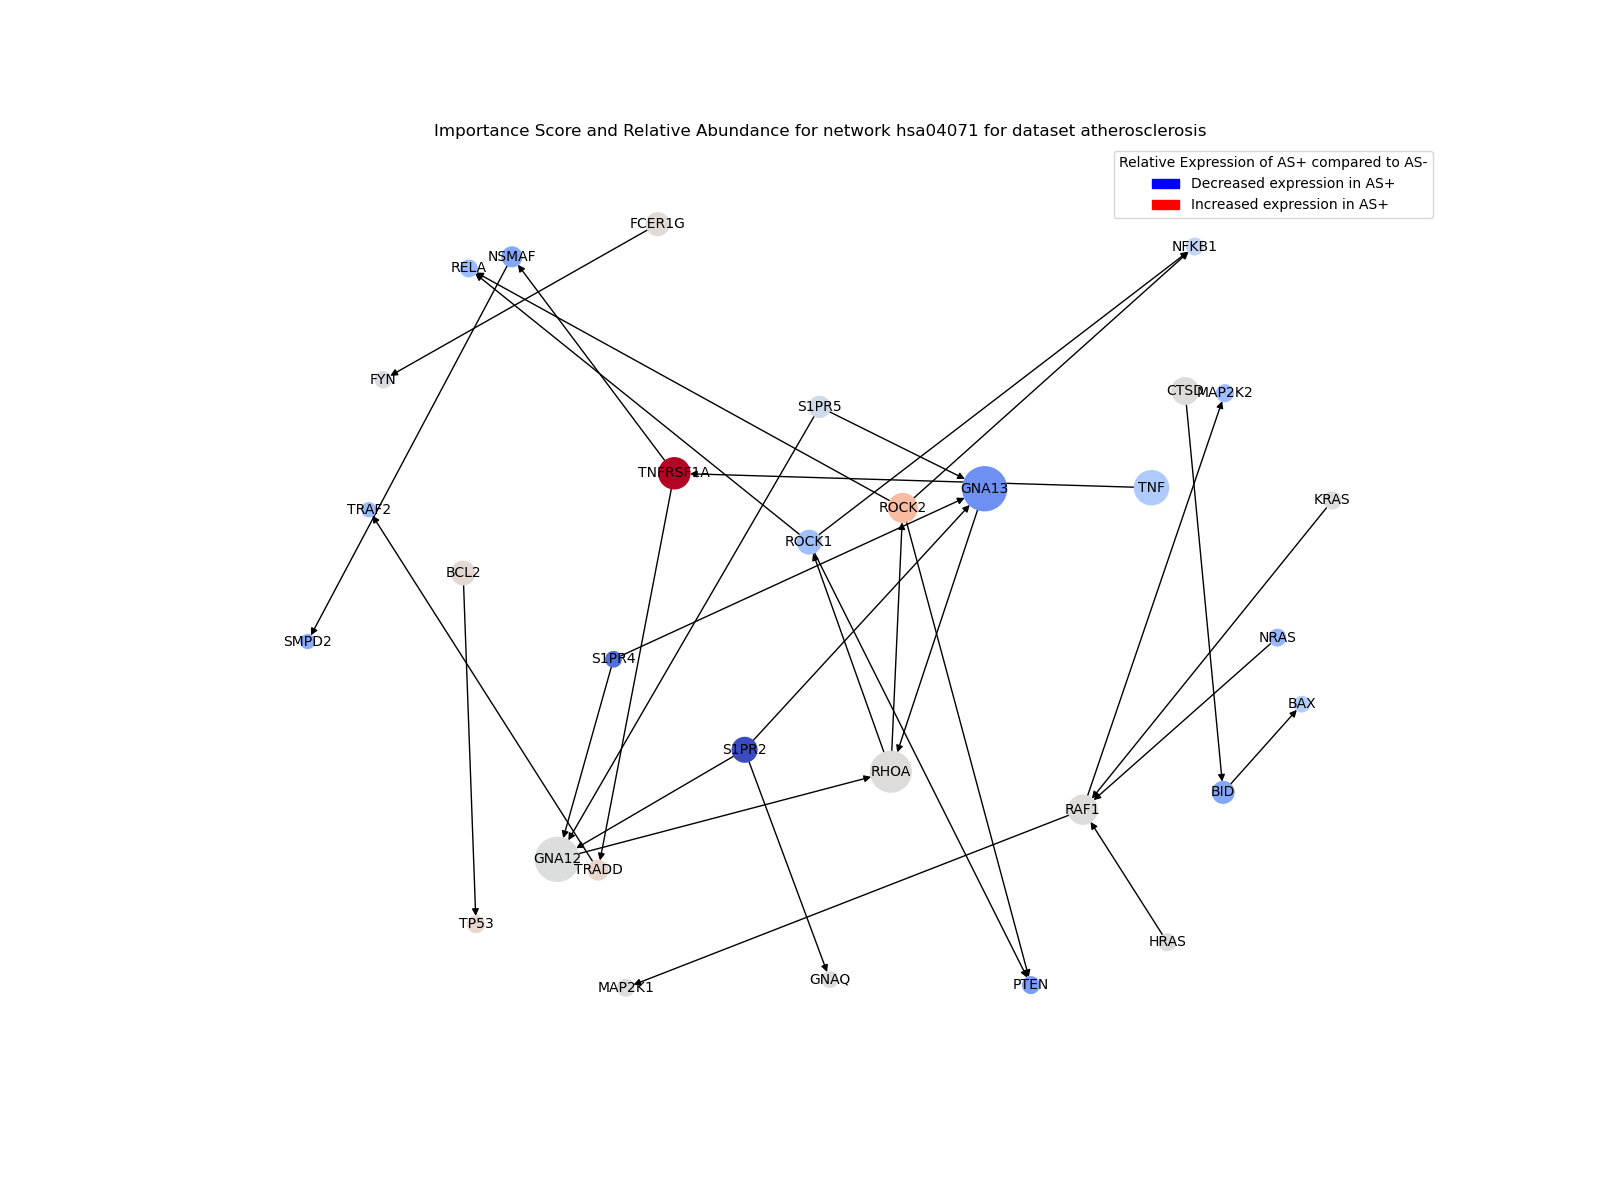 Importance Score and Relative Abundance for network hsa04071 for dataset atherosclerosis
Relative Expression of AS+ compared to AS-
Decreased expression in AS+
Increased expression in AS+
FCER1G
NFKB1
NSMAF
RELA
FYN
CTSD
MAP2K2
S1PR5
TNFRSF1A
GNA13
TNF
KRAS
ROCK2
TRAF2
ROCK1
BCL2
NRAS
SMPD2
S1PR4
BAX
S1PR2
RHOA
BID
RAF1
GNA12
TRADD
TP53
HRAS
GNAQ
PTEN
MAP2K1